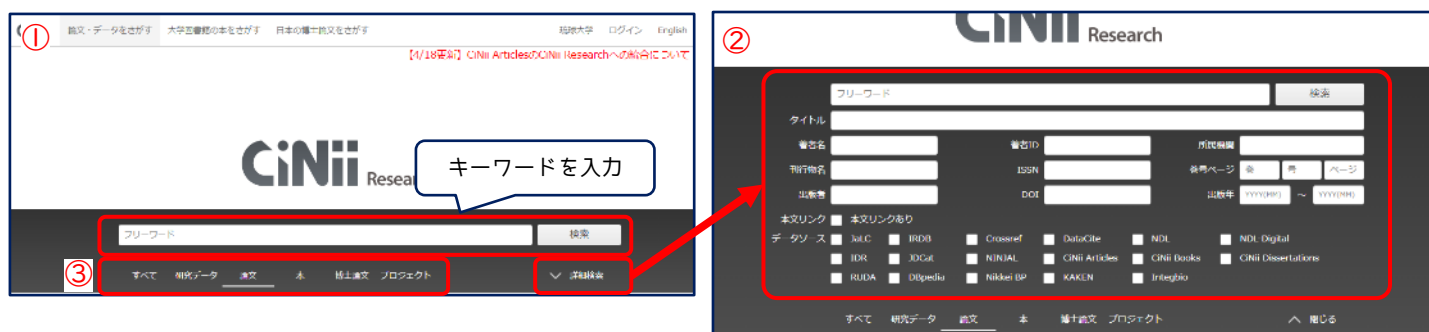 ①
論文・データをさがす 大学図書館の本をさがす 日本の博士論文をさがす 琉球大学 ログイン English
【4/18更新】CiNii ArticlesのCiNii Researchへの統合について
CiNii Research
キーワードを入力
フリーワード 検索
③ すべて 研究データ 論文 本 博士論文 プロジェクト 詳細検索
②
CiNii Research
フリーワード 検索
タイトル
著者名 著者ID 所属機関
刊行物名 ISSN 巻号ページ 巻 号 ページ
出版者 DOI 出版年 YYYY(MM) ~ YYYY(MM)
本文リンク 本文リンクあり
データソース JaLC IRDB Crossref DataCite NDL NDL Digital
IDR JDCat NINJAL CiNii Articles CiNii Books CiNii Dissertations
RUDA DBpedia Nikkei BP KAKEN Integbio
すべて 研究データ 論文 本 博士論文 プロジェクト 閉じる